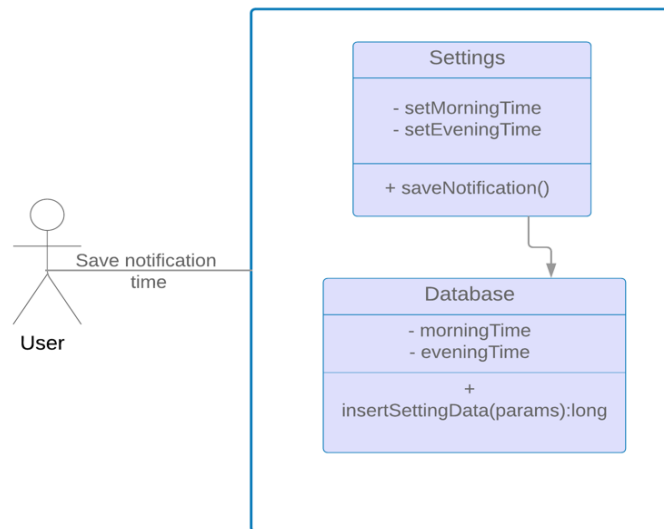 Settings
- setMorningTime
- setEveningTime
+ saveNotification()
Save notification
time
User
Database
- morningTime
- eveningTime
+
insertSettingData(params):long